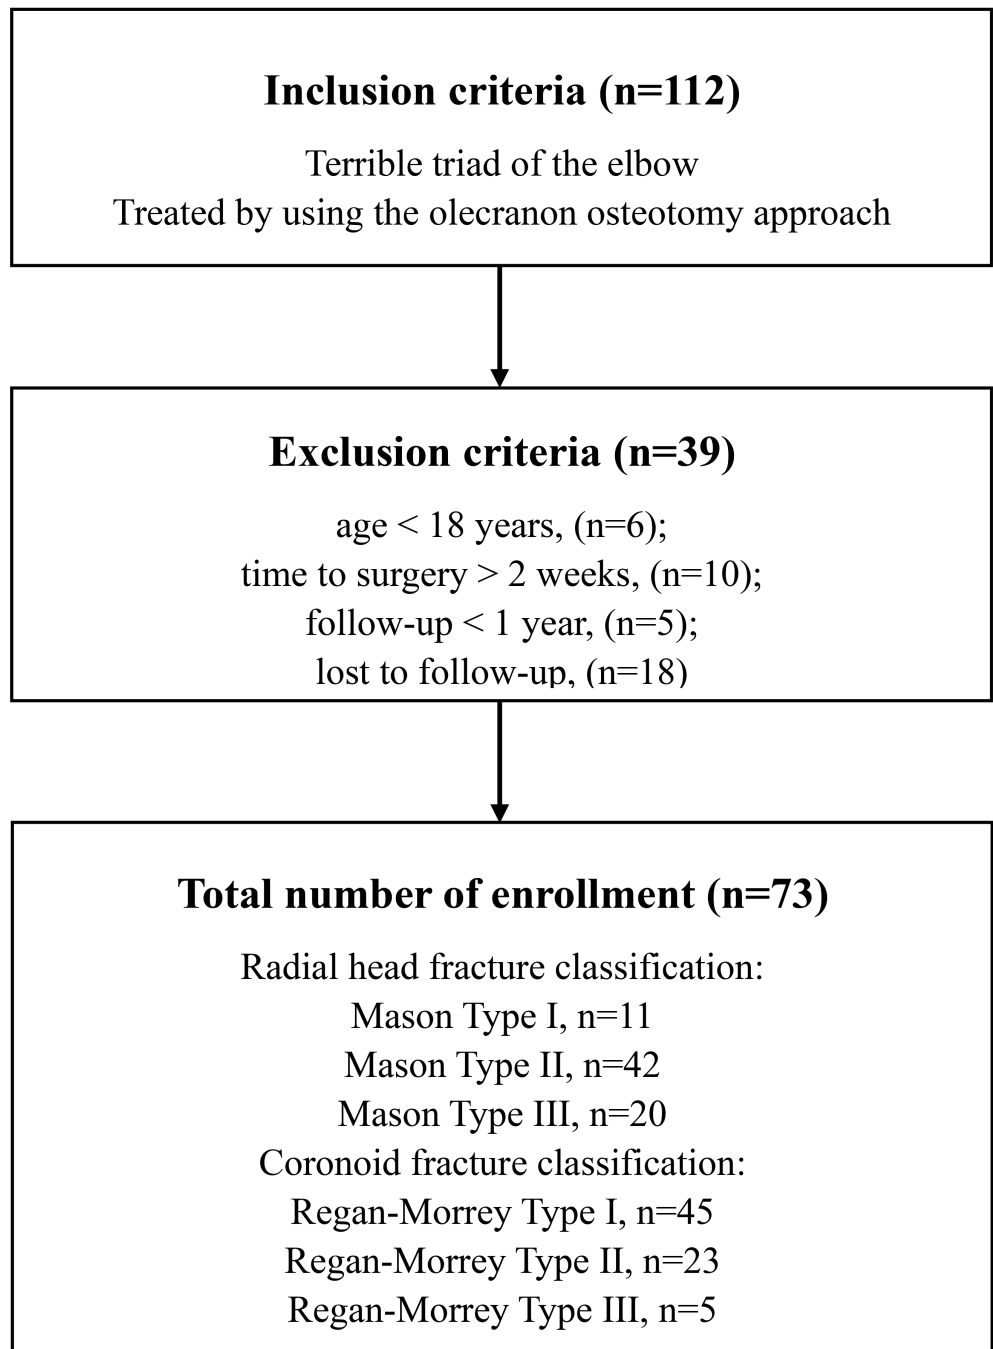 Inclusion criteria (n=112)
Terrible triad of the elbow
Treated by using the olecranon osteotomy approach
Exclusion criteria (n=39)
age < 18 years, (n=6);
time to surgery > 2 weeks, (n=10);
follow-up < 1 year, (n=5);
lost to follow-up, (n=18)
Total number of enrollment (n=73)
Radial head fracture classification:
Mason Type I, n=11
Mason Type II, n=42
Mason Type III, n=20
Coronoid fracture classification:
Regan-Morrey Type I, n=45
Regan-Morrey Type II, n=23
Regan-Morrey Type III, n=5